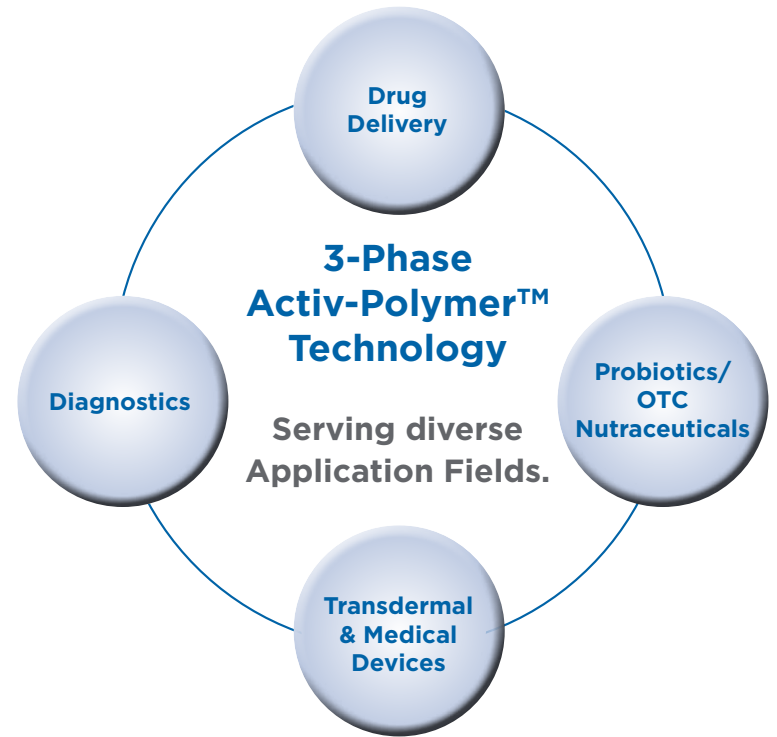 Drug
Delivery
3-Phase
Activ-Polymer™
Technology
Diagnostics
Probiotics/
OTC
Nutraceuticals
Serving diverse
Application Fields.
Transdermal
& Medical
Devices